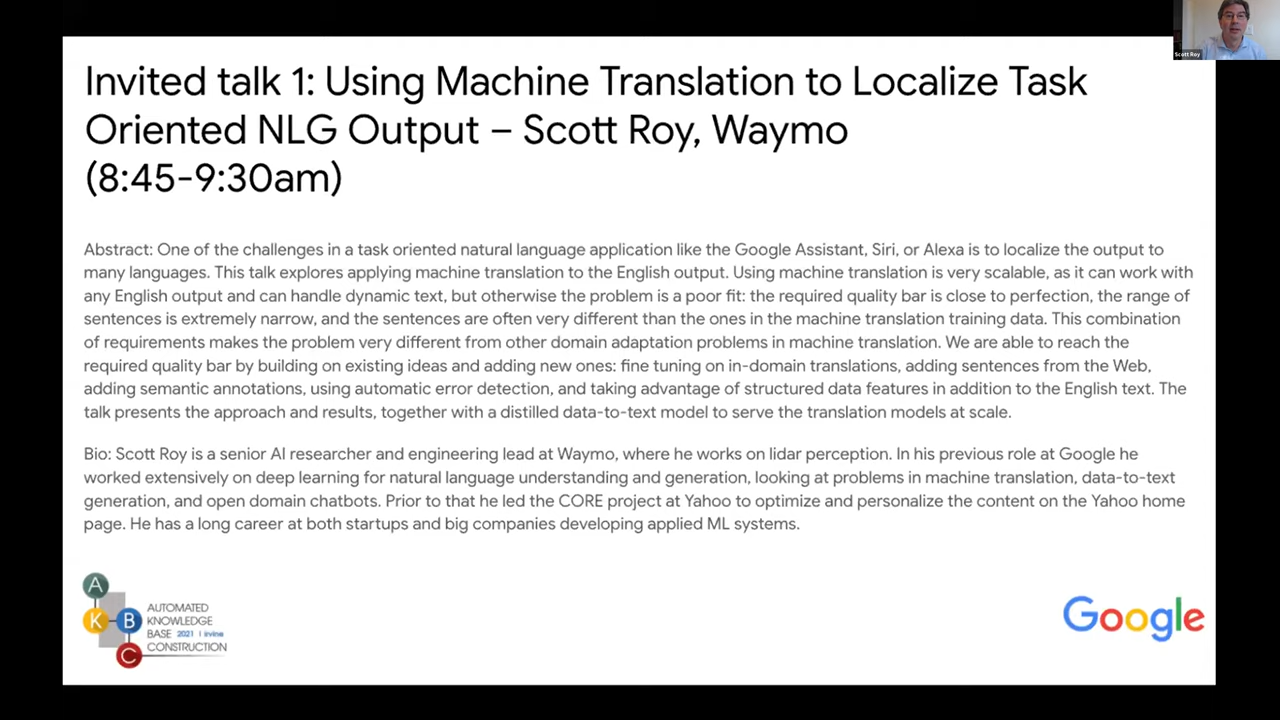 Scott Roy
Invited talk 1: Using Machine Translation to Localize Task
Oriented NLG Output – Scott Roy, Waymo
(8:45-9:30am)
Abstract: One of the challenges in a task oriented natural language application like the Google Assistant, Siri, or Alexa is to localize the output to
many languages. This talk explores applying machine translation to the English output. Using machine translation is very scalable, as it can work with
any English output and can handle dynamic text, but otherwise the problem is a poor fit: the required quality bar is close to perfection, the range of
sentences is extremely narrow, and the sentences are often very different than the ones in the machine translation training data. This combination
of requirements makes the problem very different from other domain adaptation problems in machine translation. We are able to reach the
required quality bar by building on existing ideas and adding new ones: fine tuning on in-domain translations, adding sentences from the Web,
adding semantic annotations, using automatic error detection, and taking advantage of structured data features in addition to the English text. The
talk presents the approach and results, together with a distilled data-to-text model to serve the translation models at scale.
Bio: Scott Roy is a senior AI researcher and engineering lead at Waymo, where he works on lidar perception. In his previous role at Google he
worked extensively on deep learning for natural language understanding and generation, looking at problems in machine translation, data-to-text
generation, and open domain chatbots. Prior to that he led the CORE project at Yahoo to optimize and personalize the content on the Yahoo home
page. He has a long career at both startups and big companies developing applied ML systems.
A
K B
C
AUTOMATED
KNOWLEDGE
BASE 2021 | irvine
CONSTRUCTION
Google